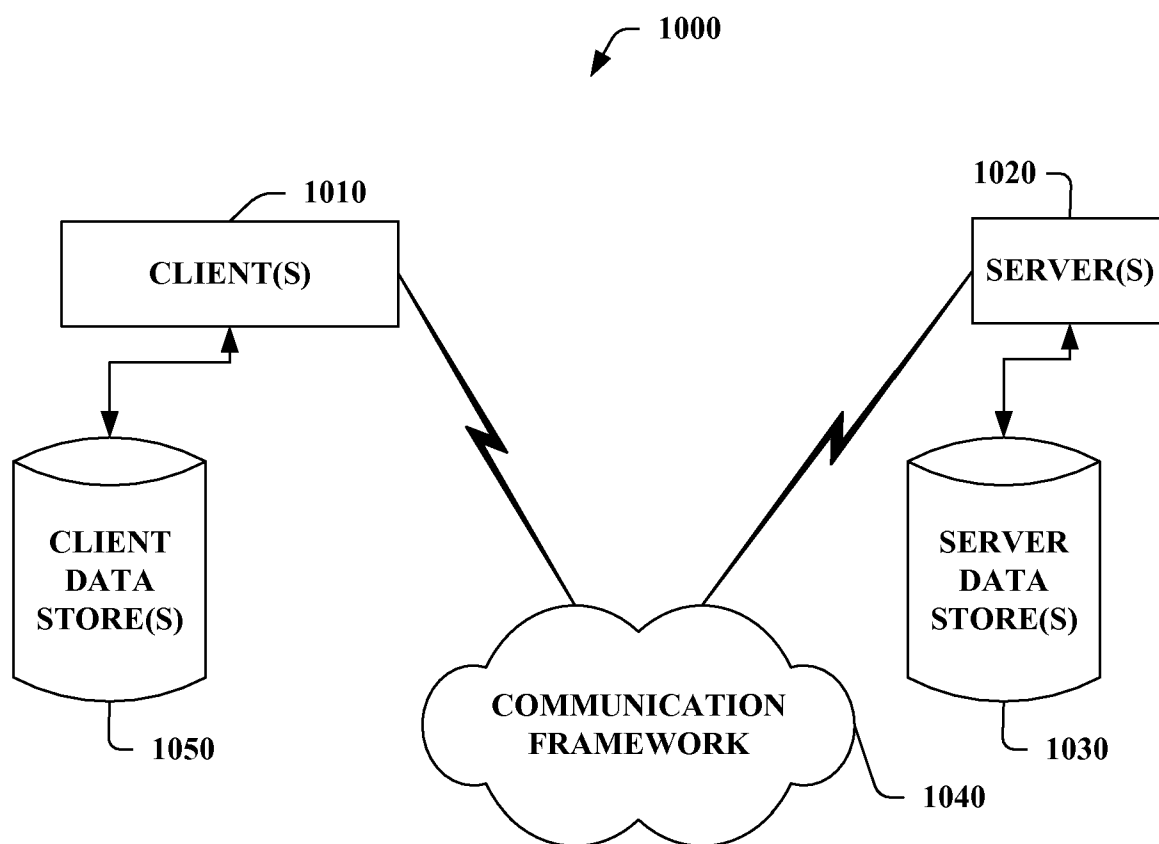 1000
1010
1020
CLIENT(S)
SERVER(S)
CLIENT
DATA
STORE(S)
SERVER
DATA
STORE(S)
COMMUNICATION
FRAMEWORK
1050
1030
1040